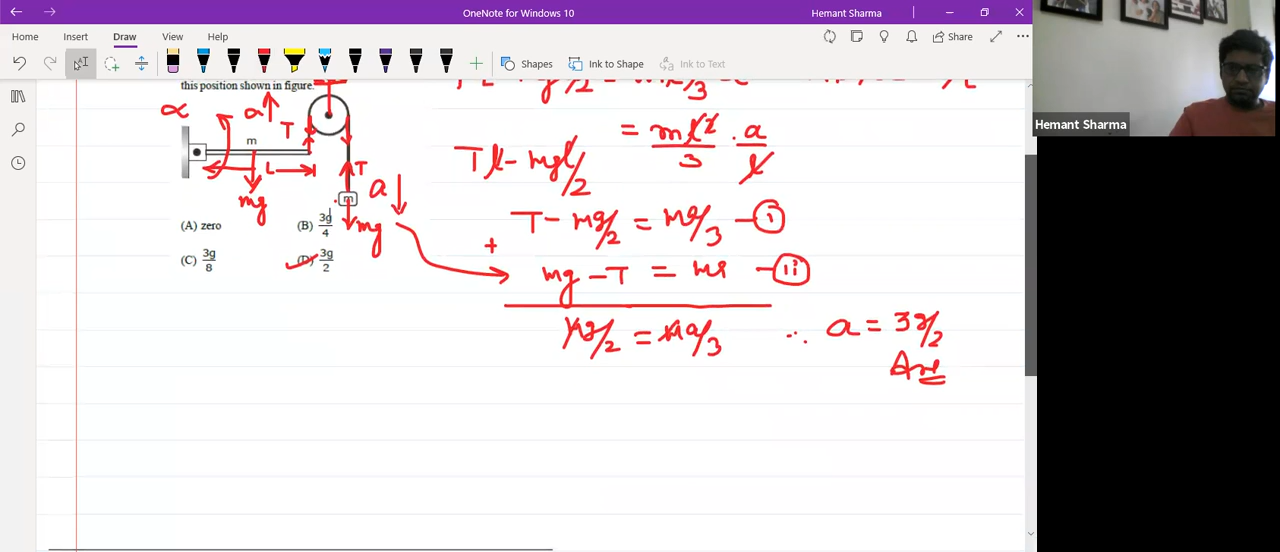 OneNote for Windows 10
Hemant Sharma
Home Insert Draw View Help
Share
Shapes Ink to Shape Ink to Text
this position shown in figure.
α a T
m
L
mg
T a
m
mg
(A) zero (B) 3g/4
(C) 3g/8 (D) 3g/2
= ml²/3 · a/l
Tl - mgl/2
T - mg/2 = ma/3 - (i)
+
mg - T = ma - (ii)
mg/2 = ma/3 ∴ a = 3g/2
Ans
Hemant Sharma